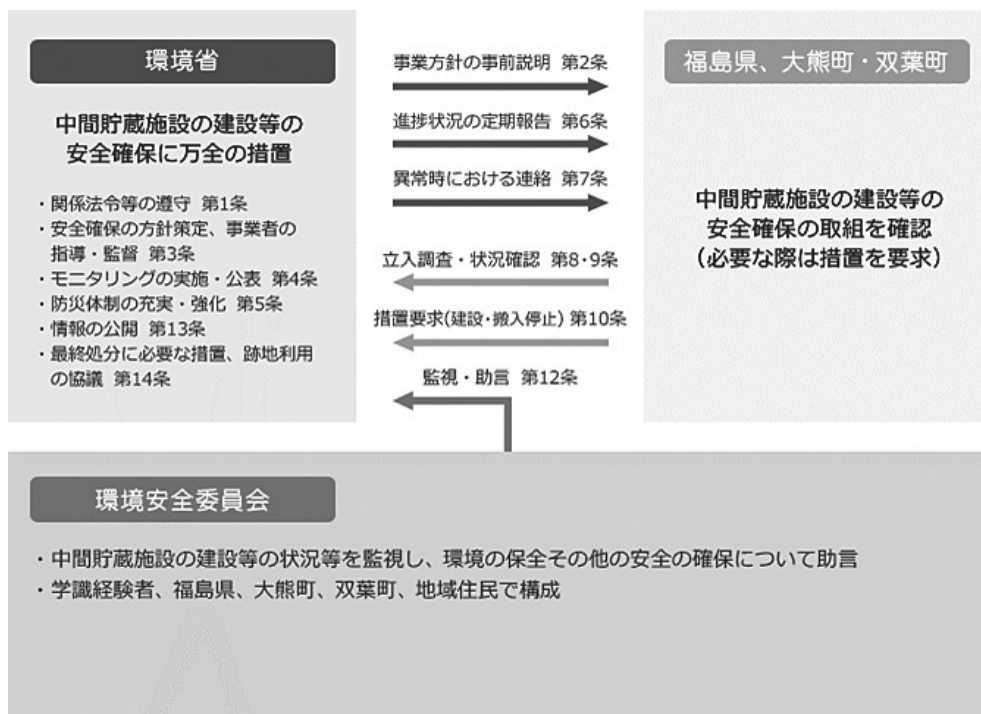 環境省
中間貯蔵施設の建設等の
安全確保に万全の措置
・関係法令等の遵守 第1条
・安全確保の方針策定、事業者の
指導・監督 第3条
・モニタリングの実施・公表 第4条
・防災体制の充実・強化 第5条
・情報の公開 第13条
・最終処分に必要な措置、跡地利用
の協議 第14条
事業方針の事前説明 第2条
進捗状況の定期報告 第6条
異常時における連絡 第7条
立入調査・状況確認 第8・9条
措置要求(建設・搬入停止) 第10条
監視・助言 第12条
福島県、大熊町・双葉町
中間貯蔵施設の建設等の
安全確保の取組を確認
(必要な際は措置を要求)
環境安全委員会
・中間貯蔵施設の建設等の状況等を監視し、環境の保全その他の安全の確保について助言
・学識経験者、福島県、大熊町、双葉町、地域住民で構成